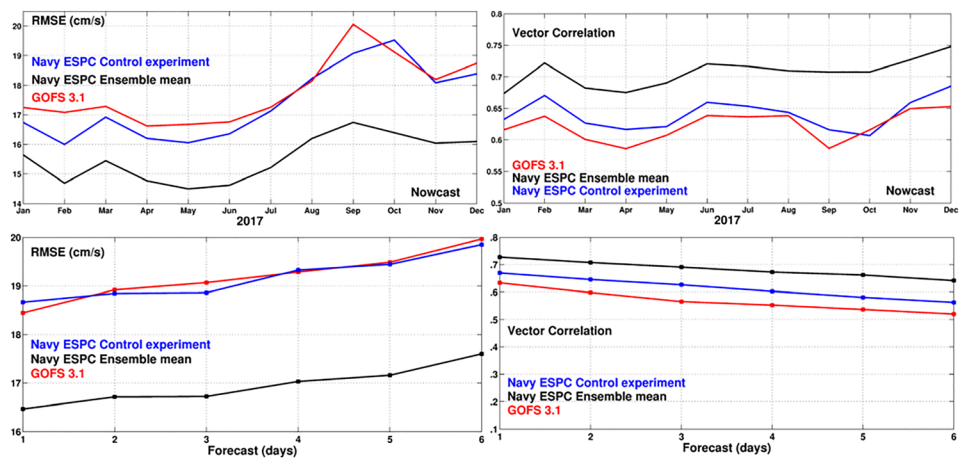 RMSE (cm/s)
Navy ESPC Control experiment
Navy ESPC Ensemble mean
GOFS 3.1
Nowcast
20
19
18
17
16
15
14
Jan Feb Mar Apr May Jun Jul Aug Sep Oct Nov Dec
2017
Vector Correlation
GOFS 3.1
Navy ESPC Ensemble mean
Navy ESPC Control experiment
Nowcast
0.8
0.75
0.7
0.65
0.6
0.55
0.5
Jan Feb Mar Apr May Jun Jul Aug Sep Oct Nov Dec
2017
RMSE (cm/s)
Navy ESPC Control experiment
Navy ESPC Ensemble mean
GOFS 3.1
20
19
18
17
16
1 2 3 4 5 6
Forecast (days)
Vector Correlation
Navy ESPC Control experiment
Navy ESPC Ensemble mean
GOFS 3.1
.8
.7
.6
.5
.4
.3
.2
.1
1 2 3 4 5 6
Forecast (days)